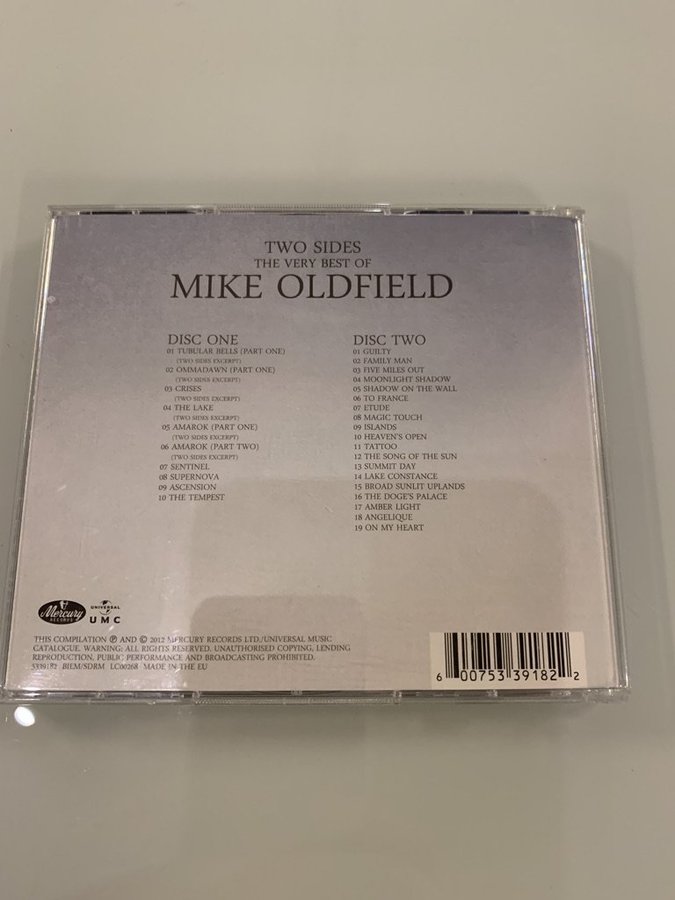 TWO SIDES
THE VERY BEST OF
MIKE OLDFIELD
DISC ONE
01 TUBULAR BELLS (PART ONE)
(TWO SIDES EXCERPT)
02 OMMADAWN (PART ONE)
(TWO SIDES EXCERPT)
03 CRISES
(TWO SIDES EXCERPT)
04 THE LAKE
(TWO SIDES EXCERPT)
05 AMAROK (PART ONE)
(TWO SIDES EXCERPT)
06 AMAROK (PART TWO)
(TWO SIDES EXCERPT)
07 SENTINEL
08 SUPERNOVA
09 ASCENSION
10 THE TEMPEST
DISC TWO
01 GUILTY
02 FAMILY MAN
03 FIVE MILES OUT
04 MOONLIGHT SHADOW
05 SHADOW ON THE WALL
06 TO FRANCE
07 ETUDE
08 MAGIC TOUCH
09 ISLANDS
10 HEAVEN'S OPEN
11 TATTOO
12 THE SONG OF THE SUN
13 SUMMIT DAY
14 LAKE CONSTANCE
15 BROAD SUNLIT UPLANDS
16 THE DOGE'S PALACE
17 AMBER LIGHT
18 ANGELIQUE
19 ON MY HEART
Mercury
RECORDS
UNIVERSAL
UMC
THIS COMPILATION ℗ AND © 2012 MERCURY RECORDS LTD./UNIVERSAL MUSIC
CATALOGUE. WARNING: ALL RIGHTS RESERVED. UNAUTHORISED COPYING, LENDING
REPRODUCTION, PUBLIC PERFORMANCE AND BROADCASTING PROHIBITED.
5339182 BIEM/SDRM LC00268 MADE IN THE EU
6 00753 39182 2